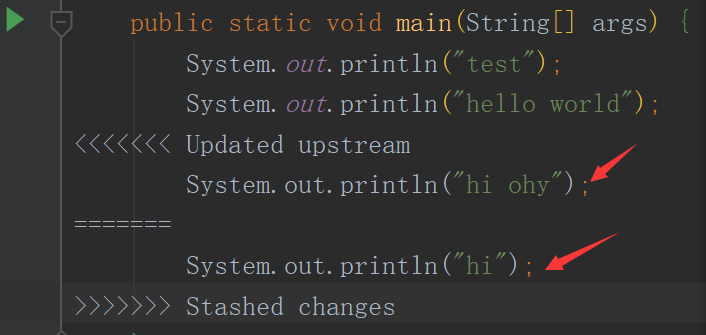 public static void main(String[] args) {
System.out.println("test");
System.out.println("hello world");
<<<<<<< Updated upstream
System.out.println("hi ohy");
=======
System.out.println("hi");
>>>>>>> Stashed changes